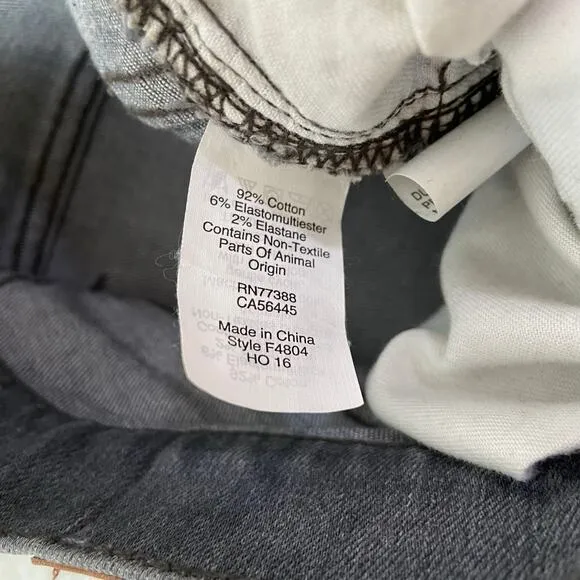 92% Cotton
6% Elastomultiester
2% Elastane
Contains Non-Textile
Parts Of Animal
Origin
RN77388
CA56445
Made in China
Style F4804
HO 16